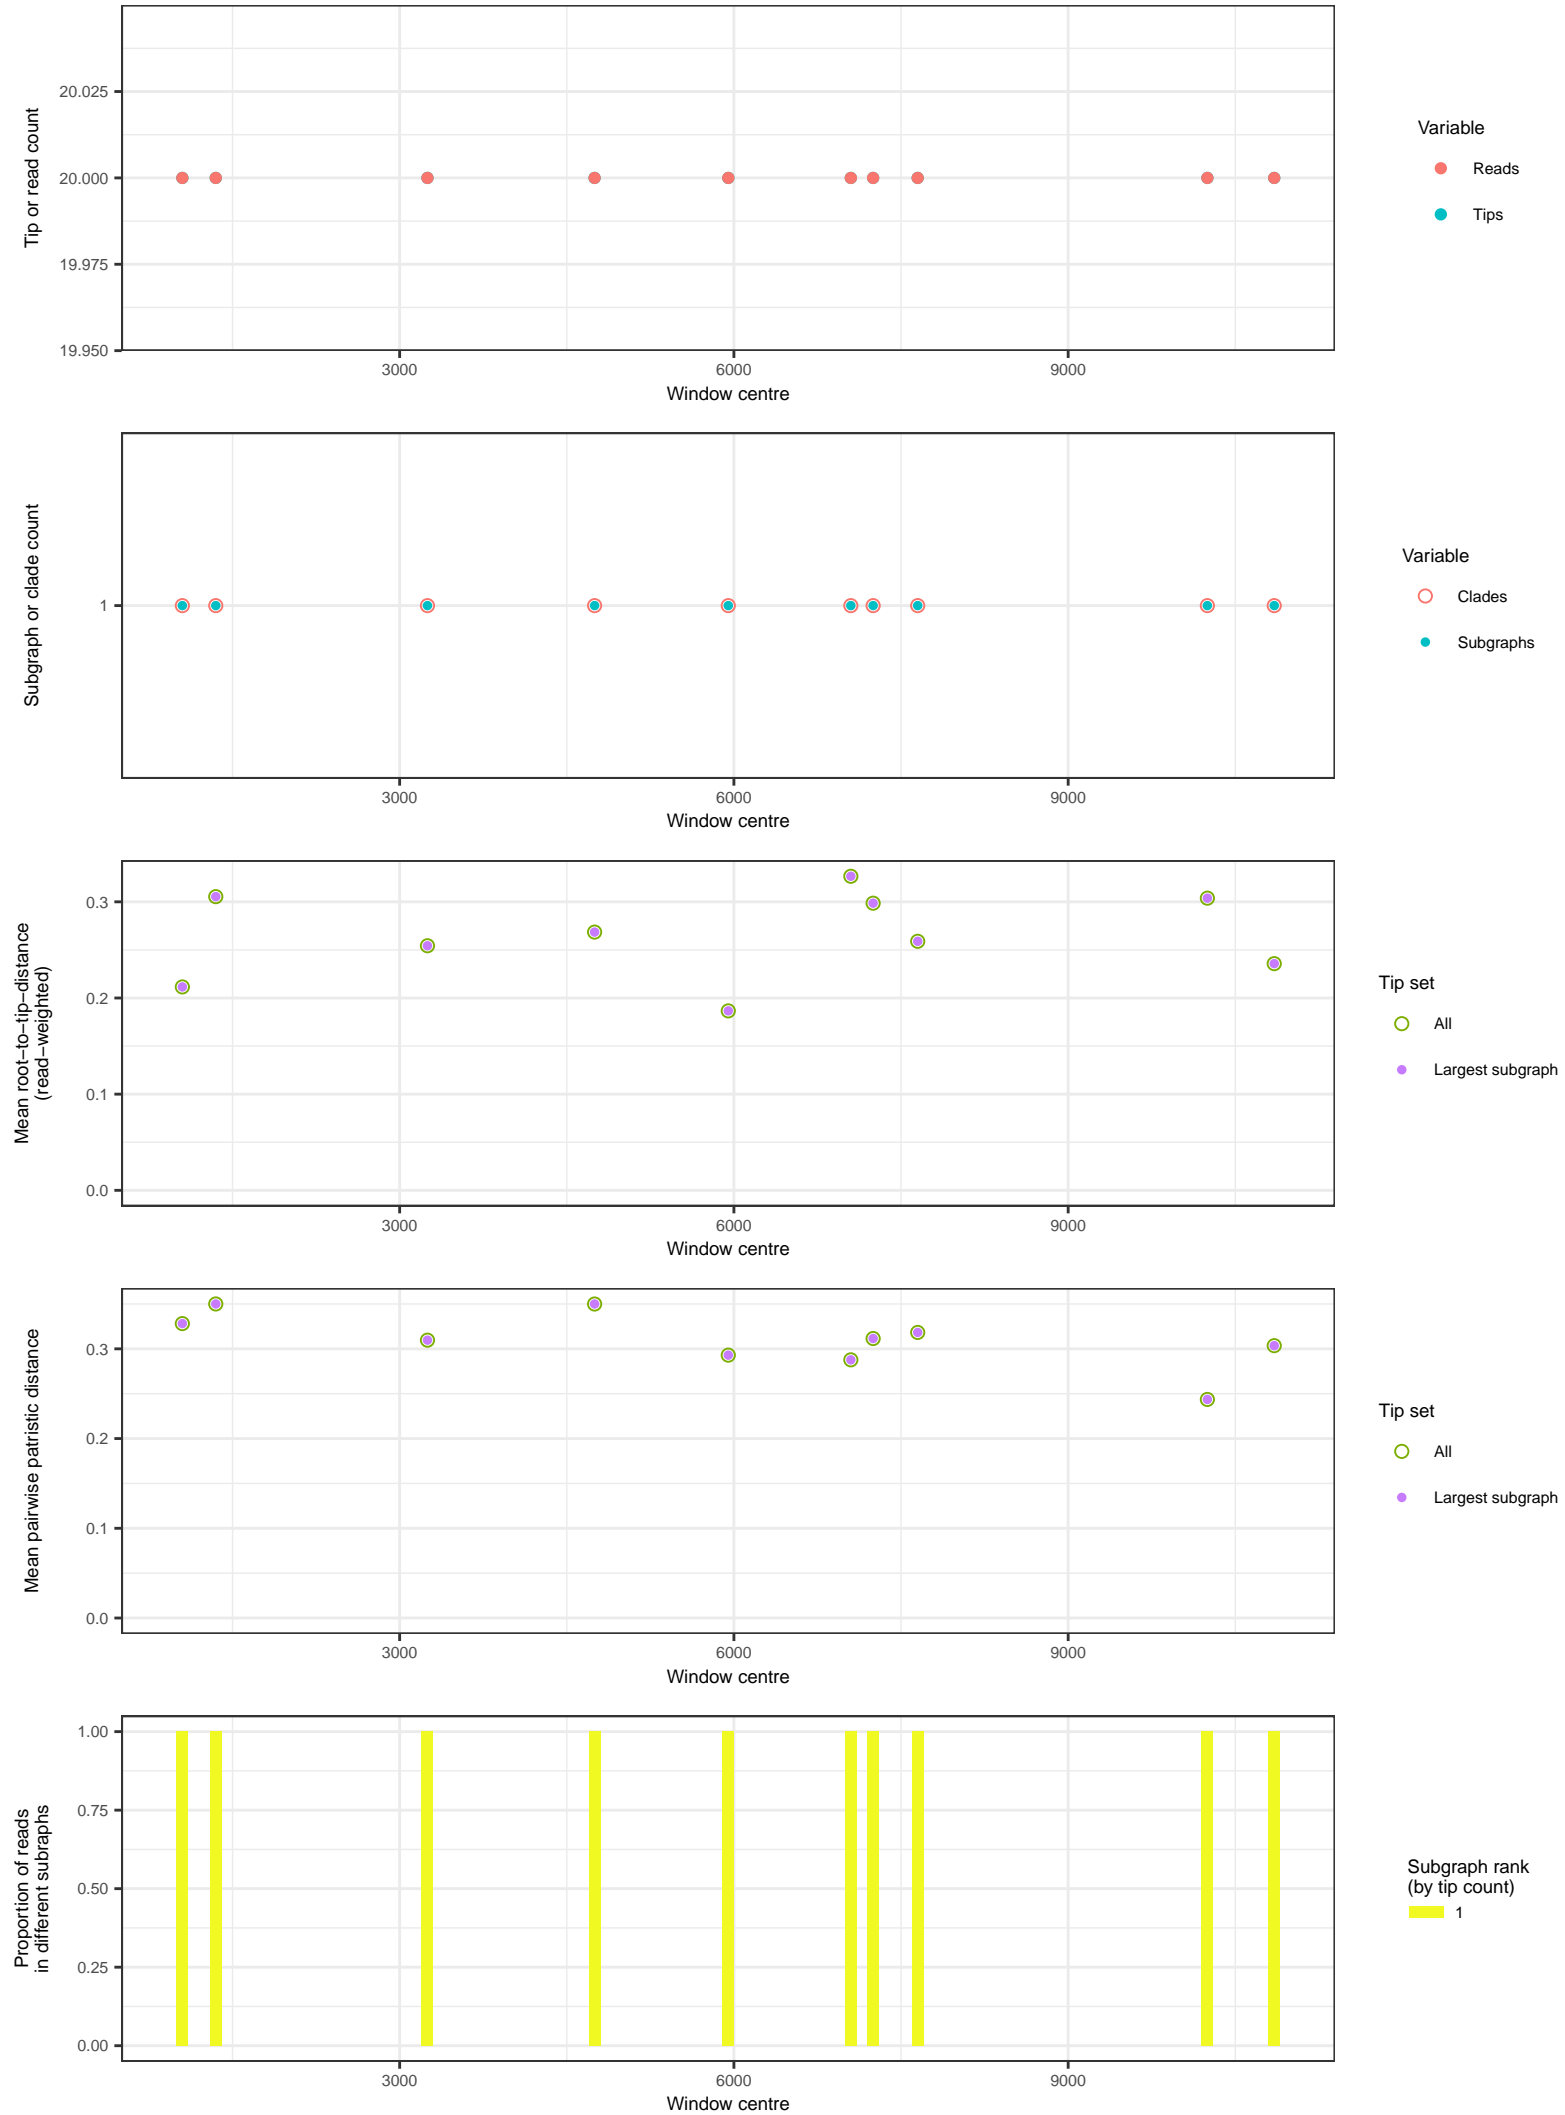 20.025
20.000
19.975
19.950
Tip or read count
3000
6000
9000
Window centre
Variable
Reads
Tips
1
Subgraph or clade count
3000
6000
9000
Window centre
Variable
Clades
Subgraphs
0.3
0.2
0.1
0.0
Mean root−to−tip−distance
(read−weighted)
3000
6000
9000
Window centre
Tip set
All
Largest subgraph
0.3
0.2
0.1
0.0
Mean pairwise patristic distance
3000
6000
9000
Window centre
Tip set
All
Largest subgraph
1.00
0.75
0.50
0.25
0.00
Proportion of reads
in different subraphs
3000
6000
9000
Window centre
Subgraph rank
(by tip count)
1